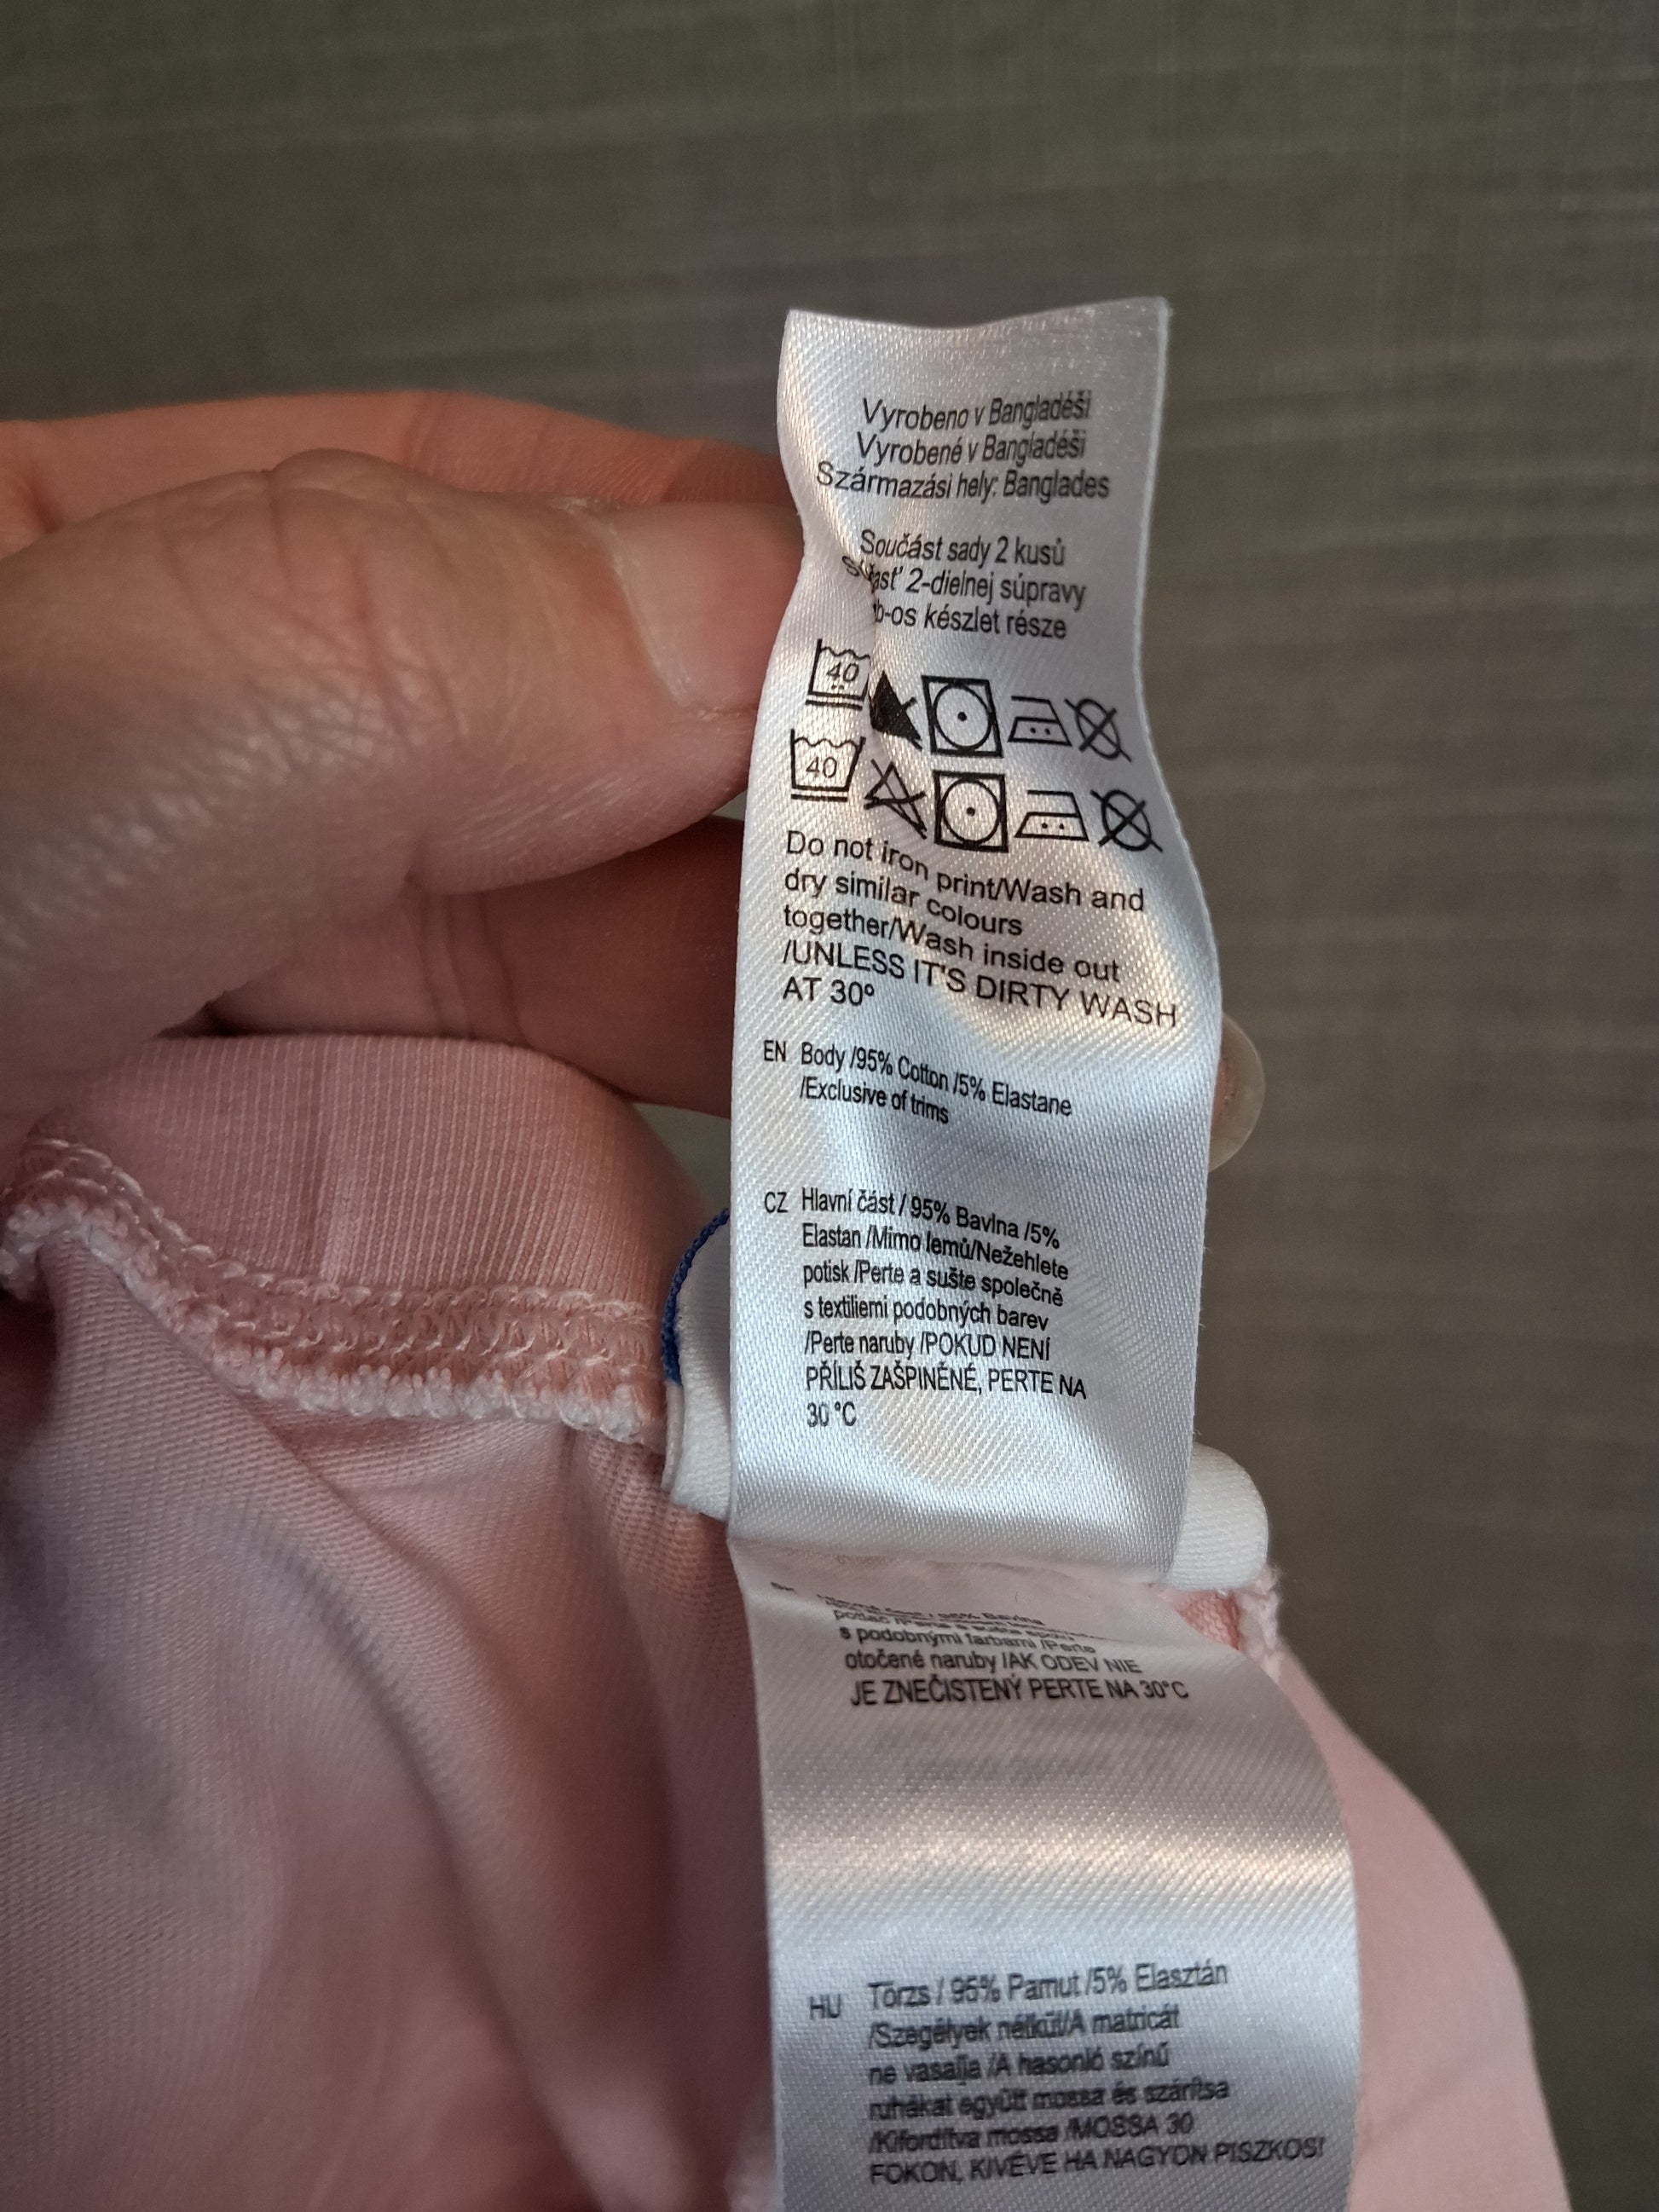 Vyrobeno v Bangladéši
Vyrobené v Bangladéši
Származási hely: Banglades
Součást sady 2 kusů
2-dielnej súpravy
készlet része
40
40
Do not iron print/Wash and
dry similar colours
together/Wash inside out
/UNLESS IT'S DIRTY WASH
AT 30°
EN Body /95% Cotton /5% Elastane
/Exclusive of trims
CZ Hlavní část / 95% Bavlna /5%
Elastan /Mimo lemů/Nežehlete
potisk /Perte a sušte společně
s textiliemi podobných barev
/Perte naruby /POKUD NENÍ
PŘÍLIŠ ZAŠPINĚNÉ, PERTE NA
30 °C
s podobnými farbami /Perte
otočené naruby /AK ODEV NIE
JE ZNEČISTENÝ PERTE NA 30°C
HU Törzs / 95% Pamut /5% Elasztán
/Szegélyek nélkül/A matricát
ne vasalja /A hasonló színű
ruhákat együtt mossa és szárítsa
/Kifordítva mossa /MOSSA 30
FOKON, KIVÉVE HA NAGYON PISZKOS!